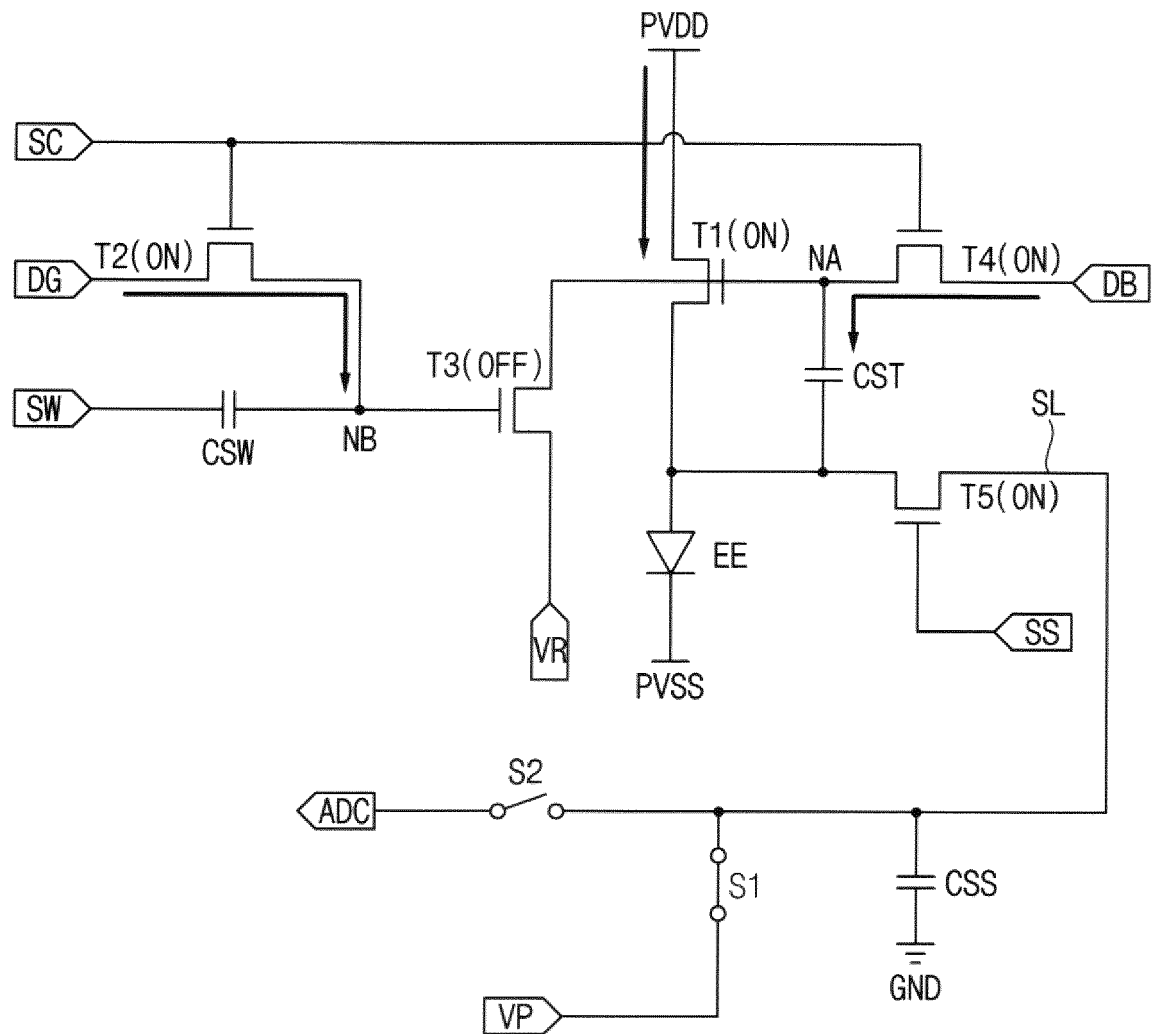 PVDD
SC
T2(ON)
T1(ON)
NA
T4(ON)
DG
DB
T3(OFF)
CST
SW
CSW
NB
SL
T5(ON)
EE
VR
SS
PVSS
S2
ADC
S1
CSS
GND
VP